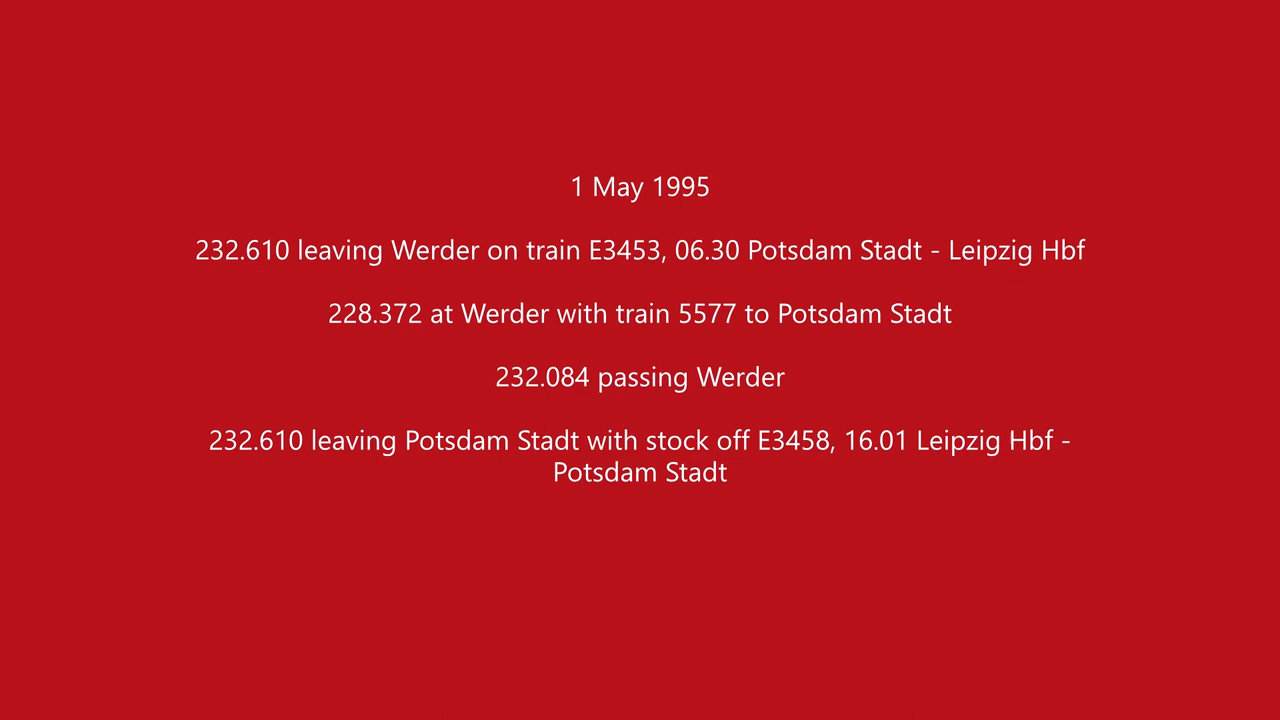 1 May 1995
232.610 leaving Werder on train E3453, 06.30 Potsdam Stadt - Leipzig Hbf
228.372 at Werder with train 5577 to Potsdam Stadt
232.084 passing Werder
232.610 leaving Potsdam Stadt with stock off E3458, 16.01 Leipzig Hbf -
Potsdam Stadt